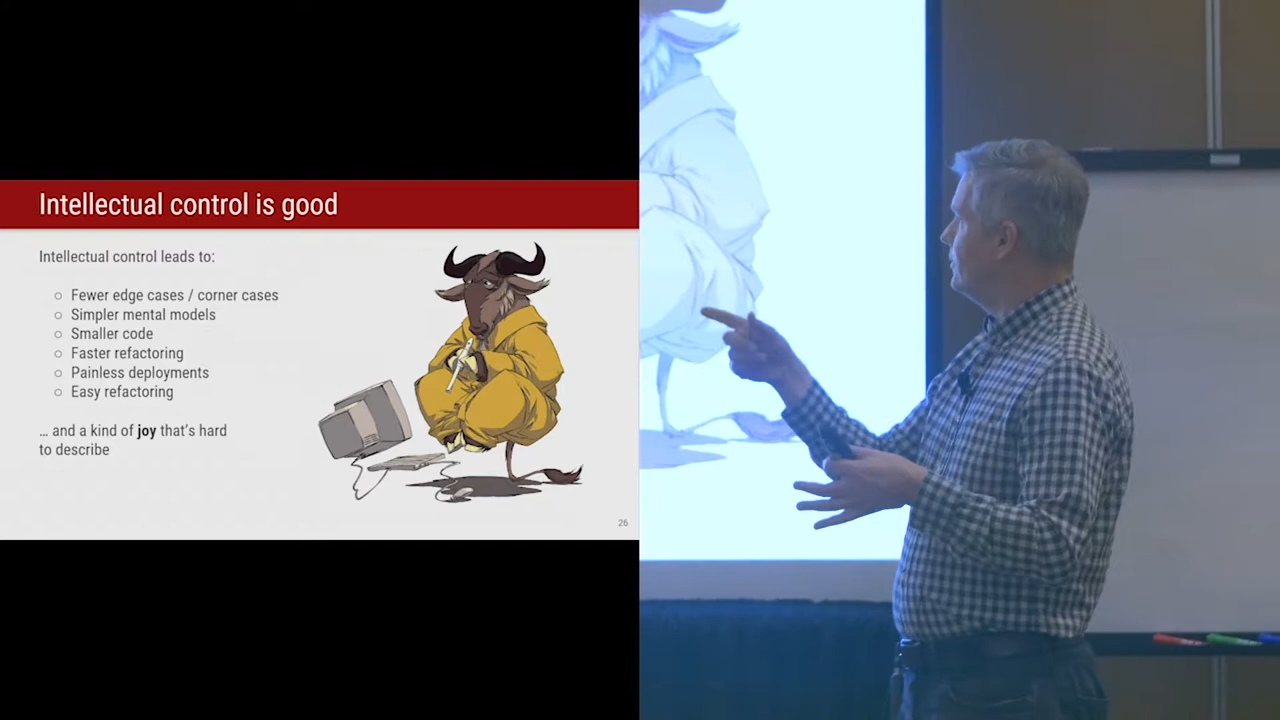 Intellectual control is good
Intellectual control leads to:
○ Fewer edge cases / corner cases
○ Simpler mental models
○ Smaller code
○ Faster refactoring
○ Painless deployments
○ Easy refactoring
… and a kind of joy that's hard
to describe
26